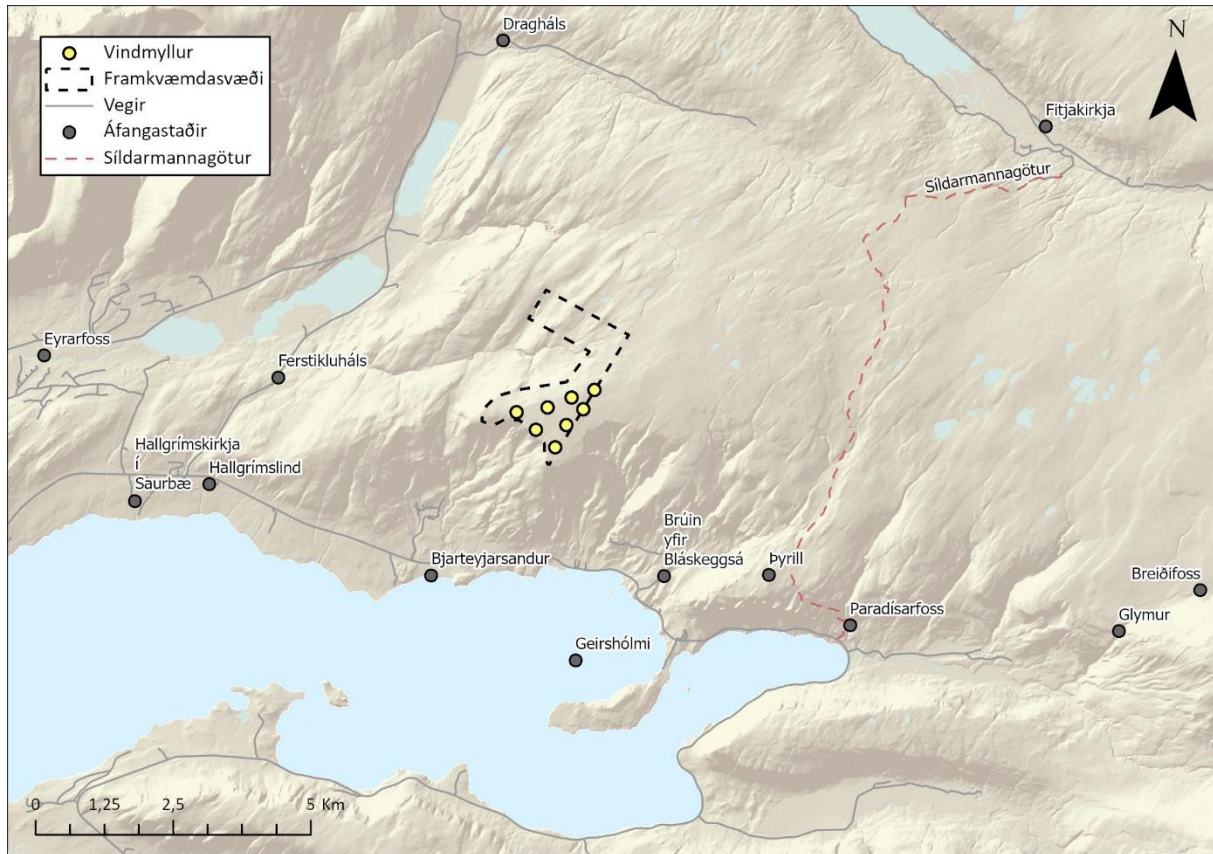 Vindmyllur
Framkvæmdasvæði
Vegir
Áfangastaðir
Síldarmannagötur
Dragháls
N
Fitjakirkja
Síldarmannagötur
Eyrarfoss
Ferstikluháls
Hallgrímskirkja
í
Saurbæ
Hallgrímslind
Bjarteyjarsandur
Brúin
yfir
Bláskeggsá
Þyrill
Breiðifoss
Paradísarfoss
Glymur
Geirshólmi
0 1,25 2,5 5 Km